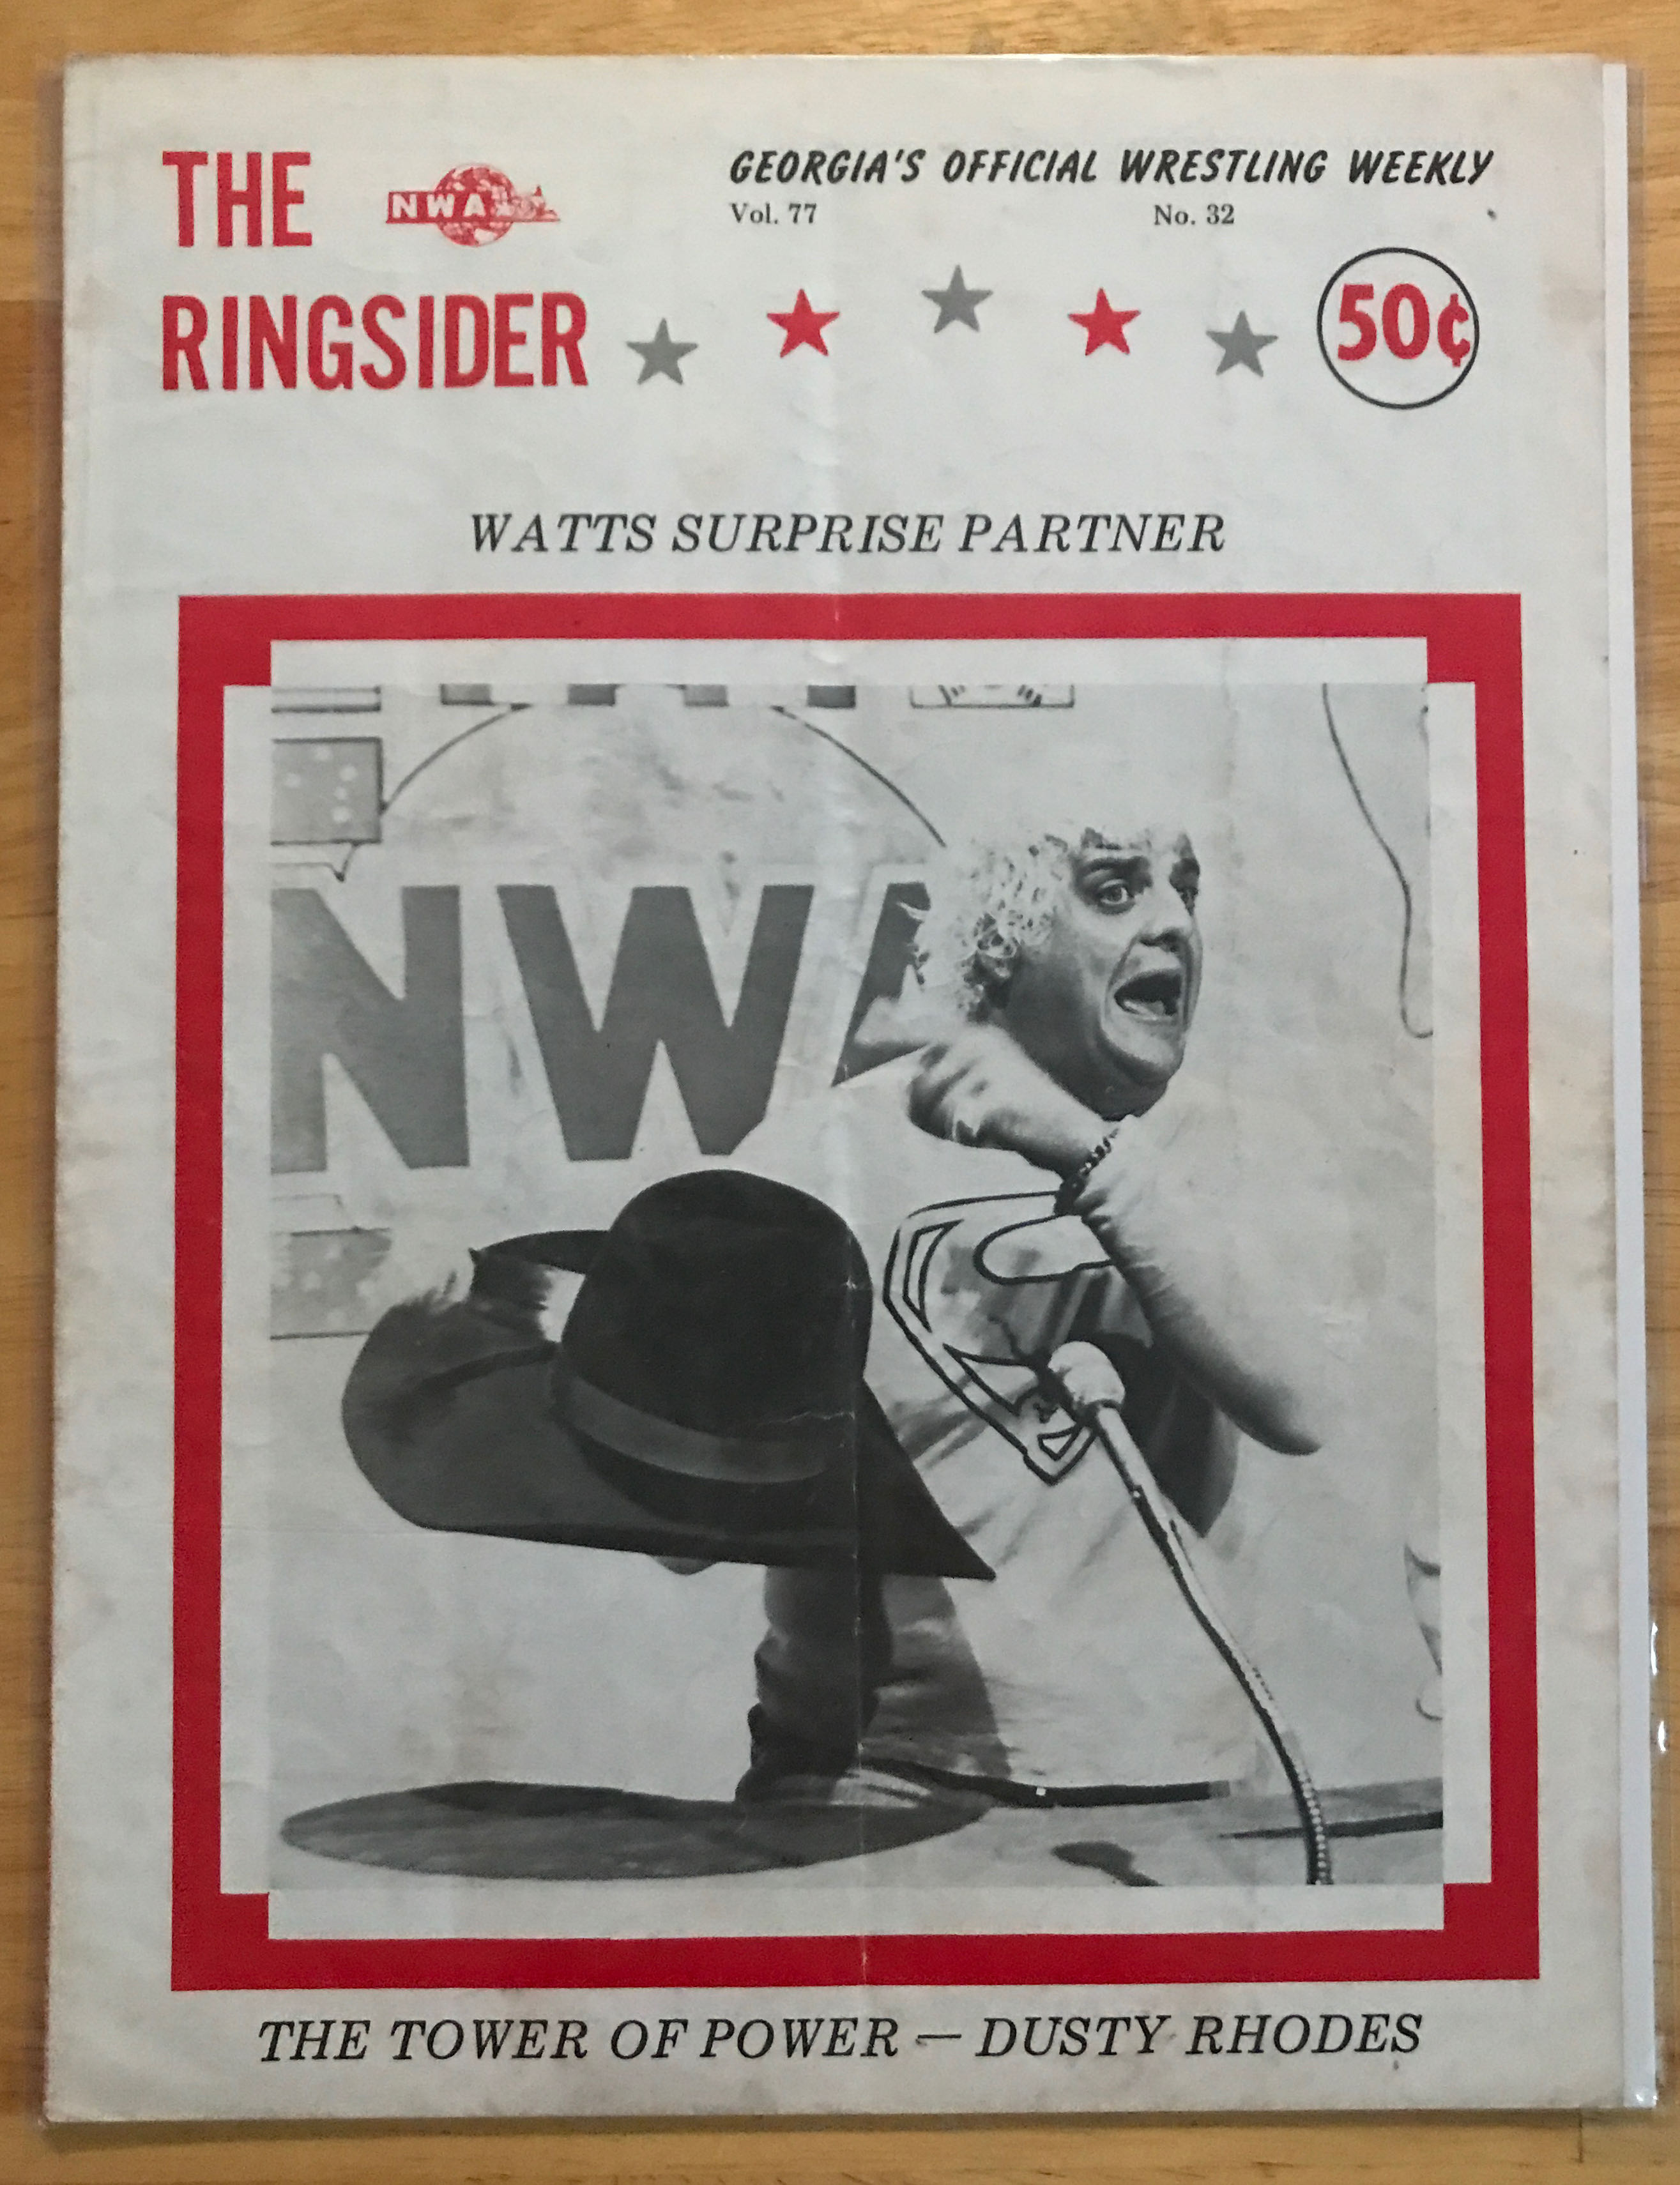 THE
NWA
GEORGIA'S OFFICIAL WRESTLING WEEKLY
Vol. 77 No. 32
RINGSIDER
50¢
WATTS SURPRISE PARTNER
NWA
THE TOWER OF POWER — DUSTY RHODES